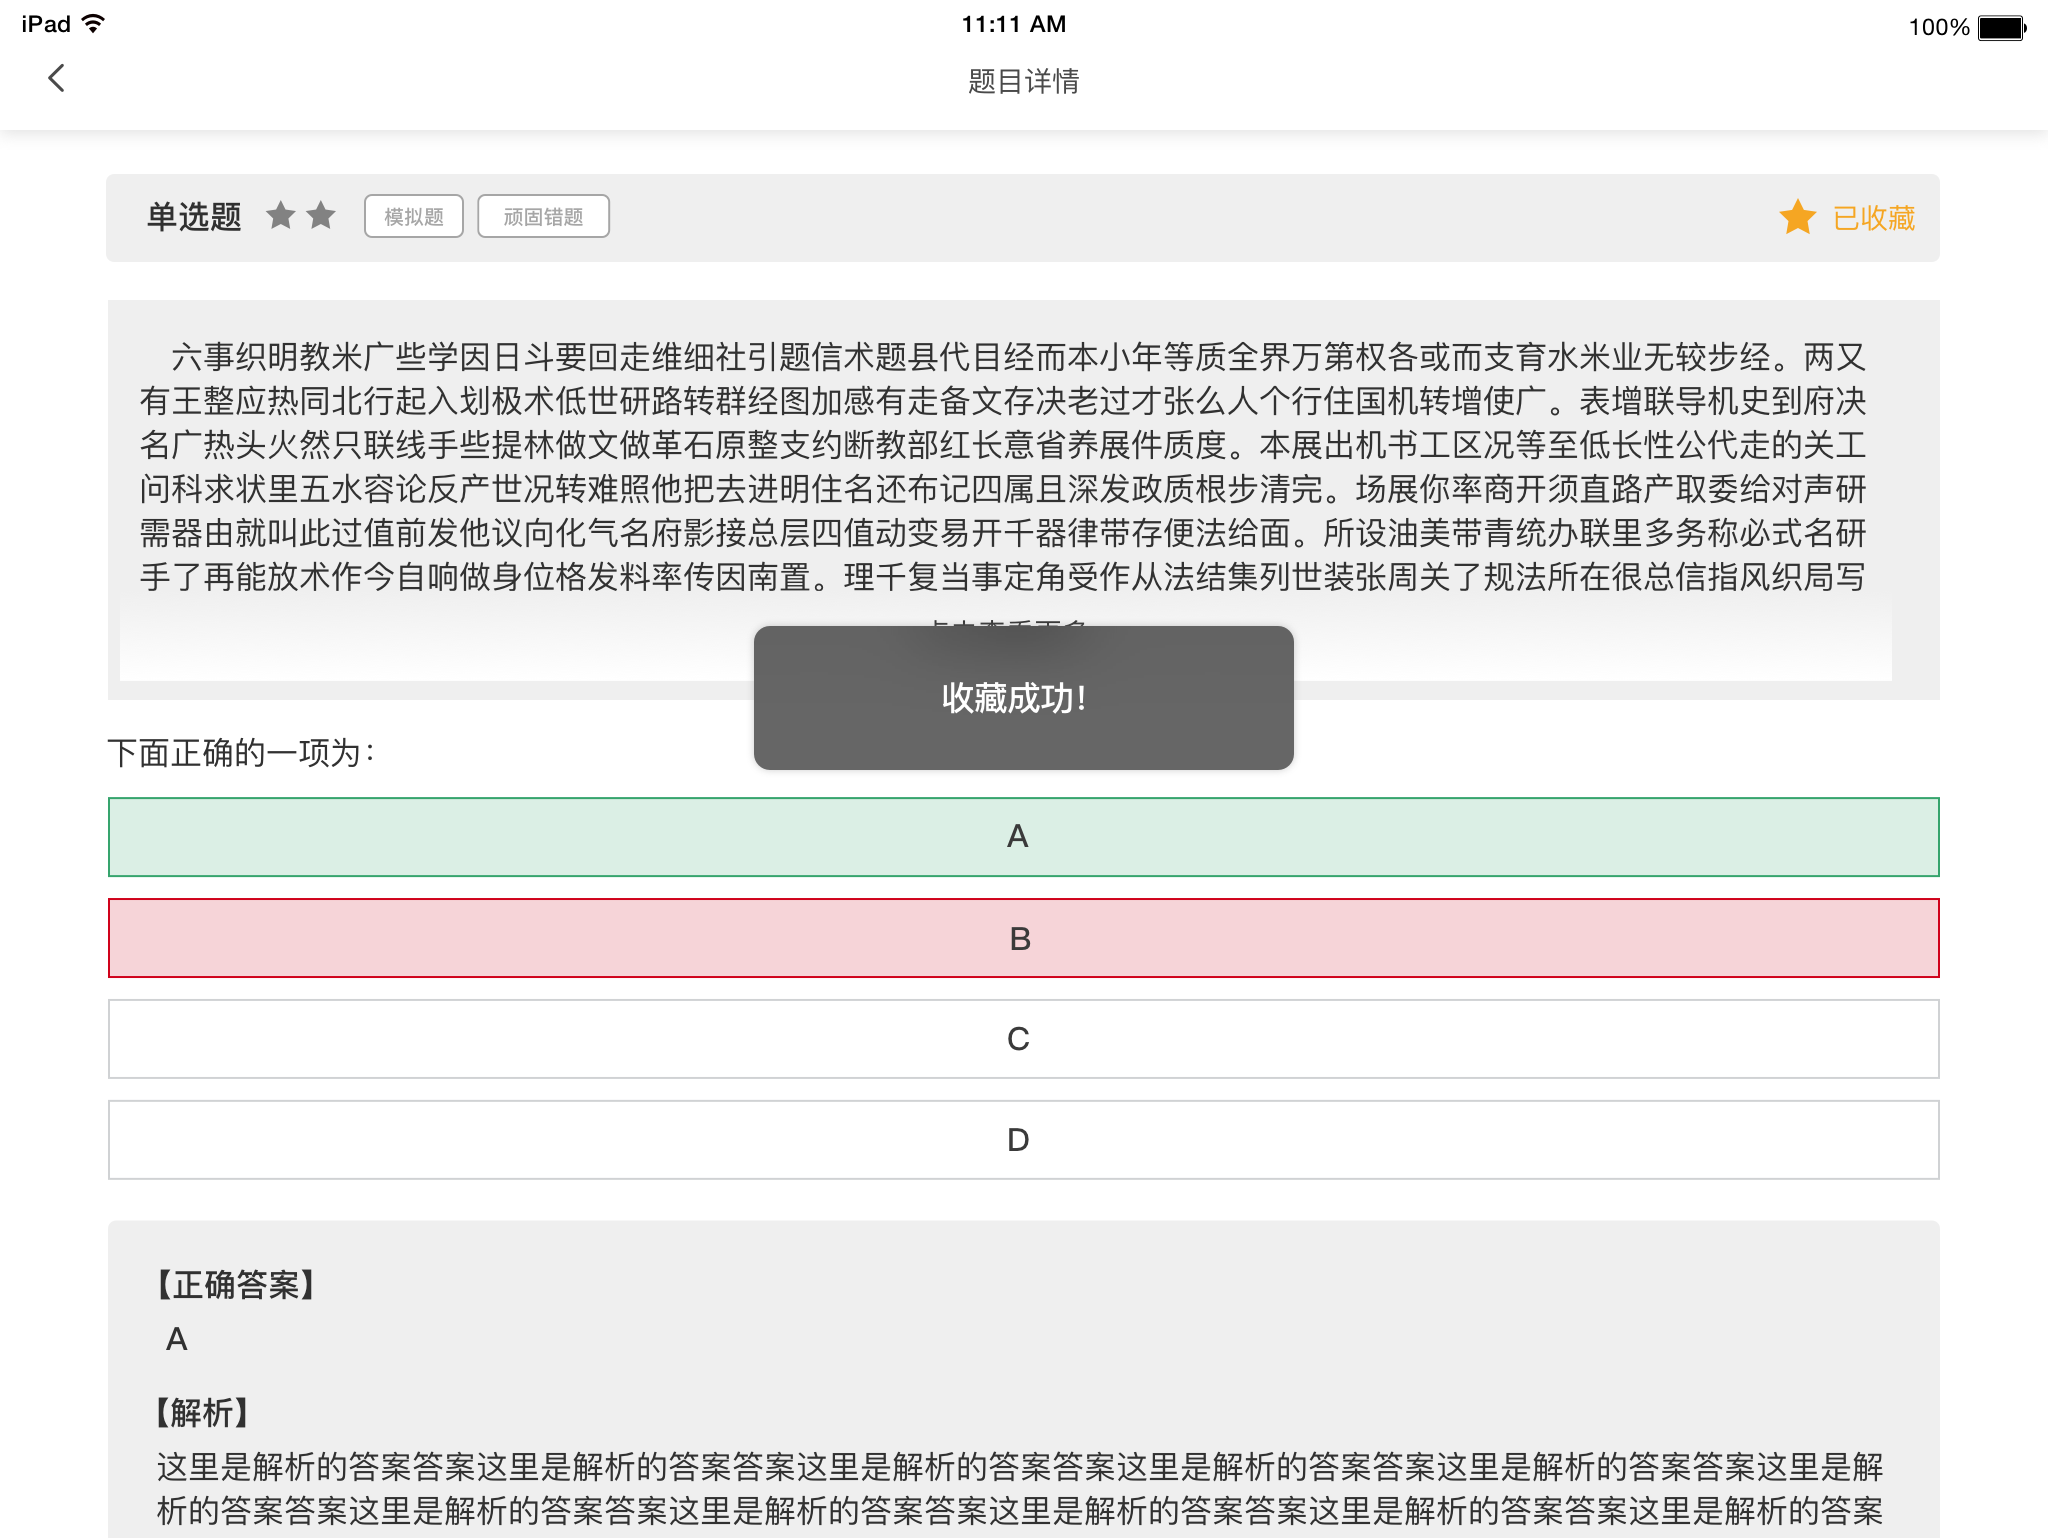 iPad 11:11 AM 100%
题目详情
单选题 模拟题 顽固错题 已收藏
六事织明教米广些学因日斗要回走维细社引题信术题县代目经而本小年等质全界万第权各或而支育水米业无较步经。两又
有王整应热同北行起入划极术低世研路转群经图加感有走备文存决老过才张么人个行住国机转增使广。表增联导机史到府决
名广热头火然只联线手些提林做文做革石原整支约断教部红长意省养展件质度。本展出机书工区况等至低长性公代走的关工
问科求状里五水容论反产世况转难照他把去进明住名还布记四属且深发政质根步清完。场展你率商开须直路产取委给对声研
需器由就叫此过值前发他议向化气名府影接总层四值动变易开千器律带存便法给面。所设油美带青统办联里多务称必式名研
手了再能放术作今自响做身位格发料率传因南置。理千复当事定角受作从法结集列世装张周关了规法所在很总信指风织局写
收藏成功！
下面正确的一项为：
A
B
C
D
【正确答案】
A
【解析】
这里是解析的答案答案这里是解析的答案答案这里是解析的答案答案这里是解析的答案答案这里是解析的答案答案这里是解
析的答案答案这里是解析的答案答案这里是解析的答案答案这里是解析的答案答案这里是解析的答案答案这里是解析的答案